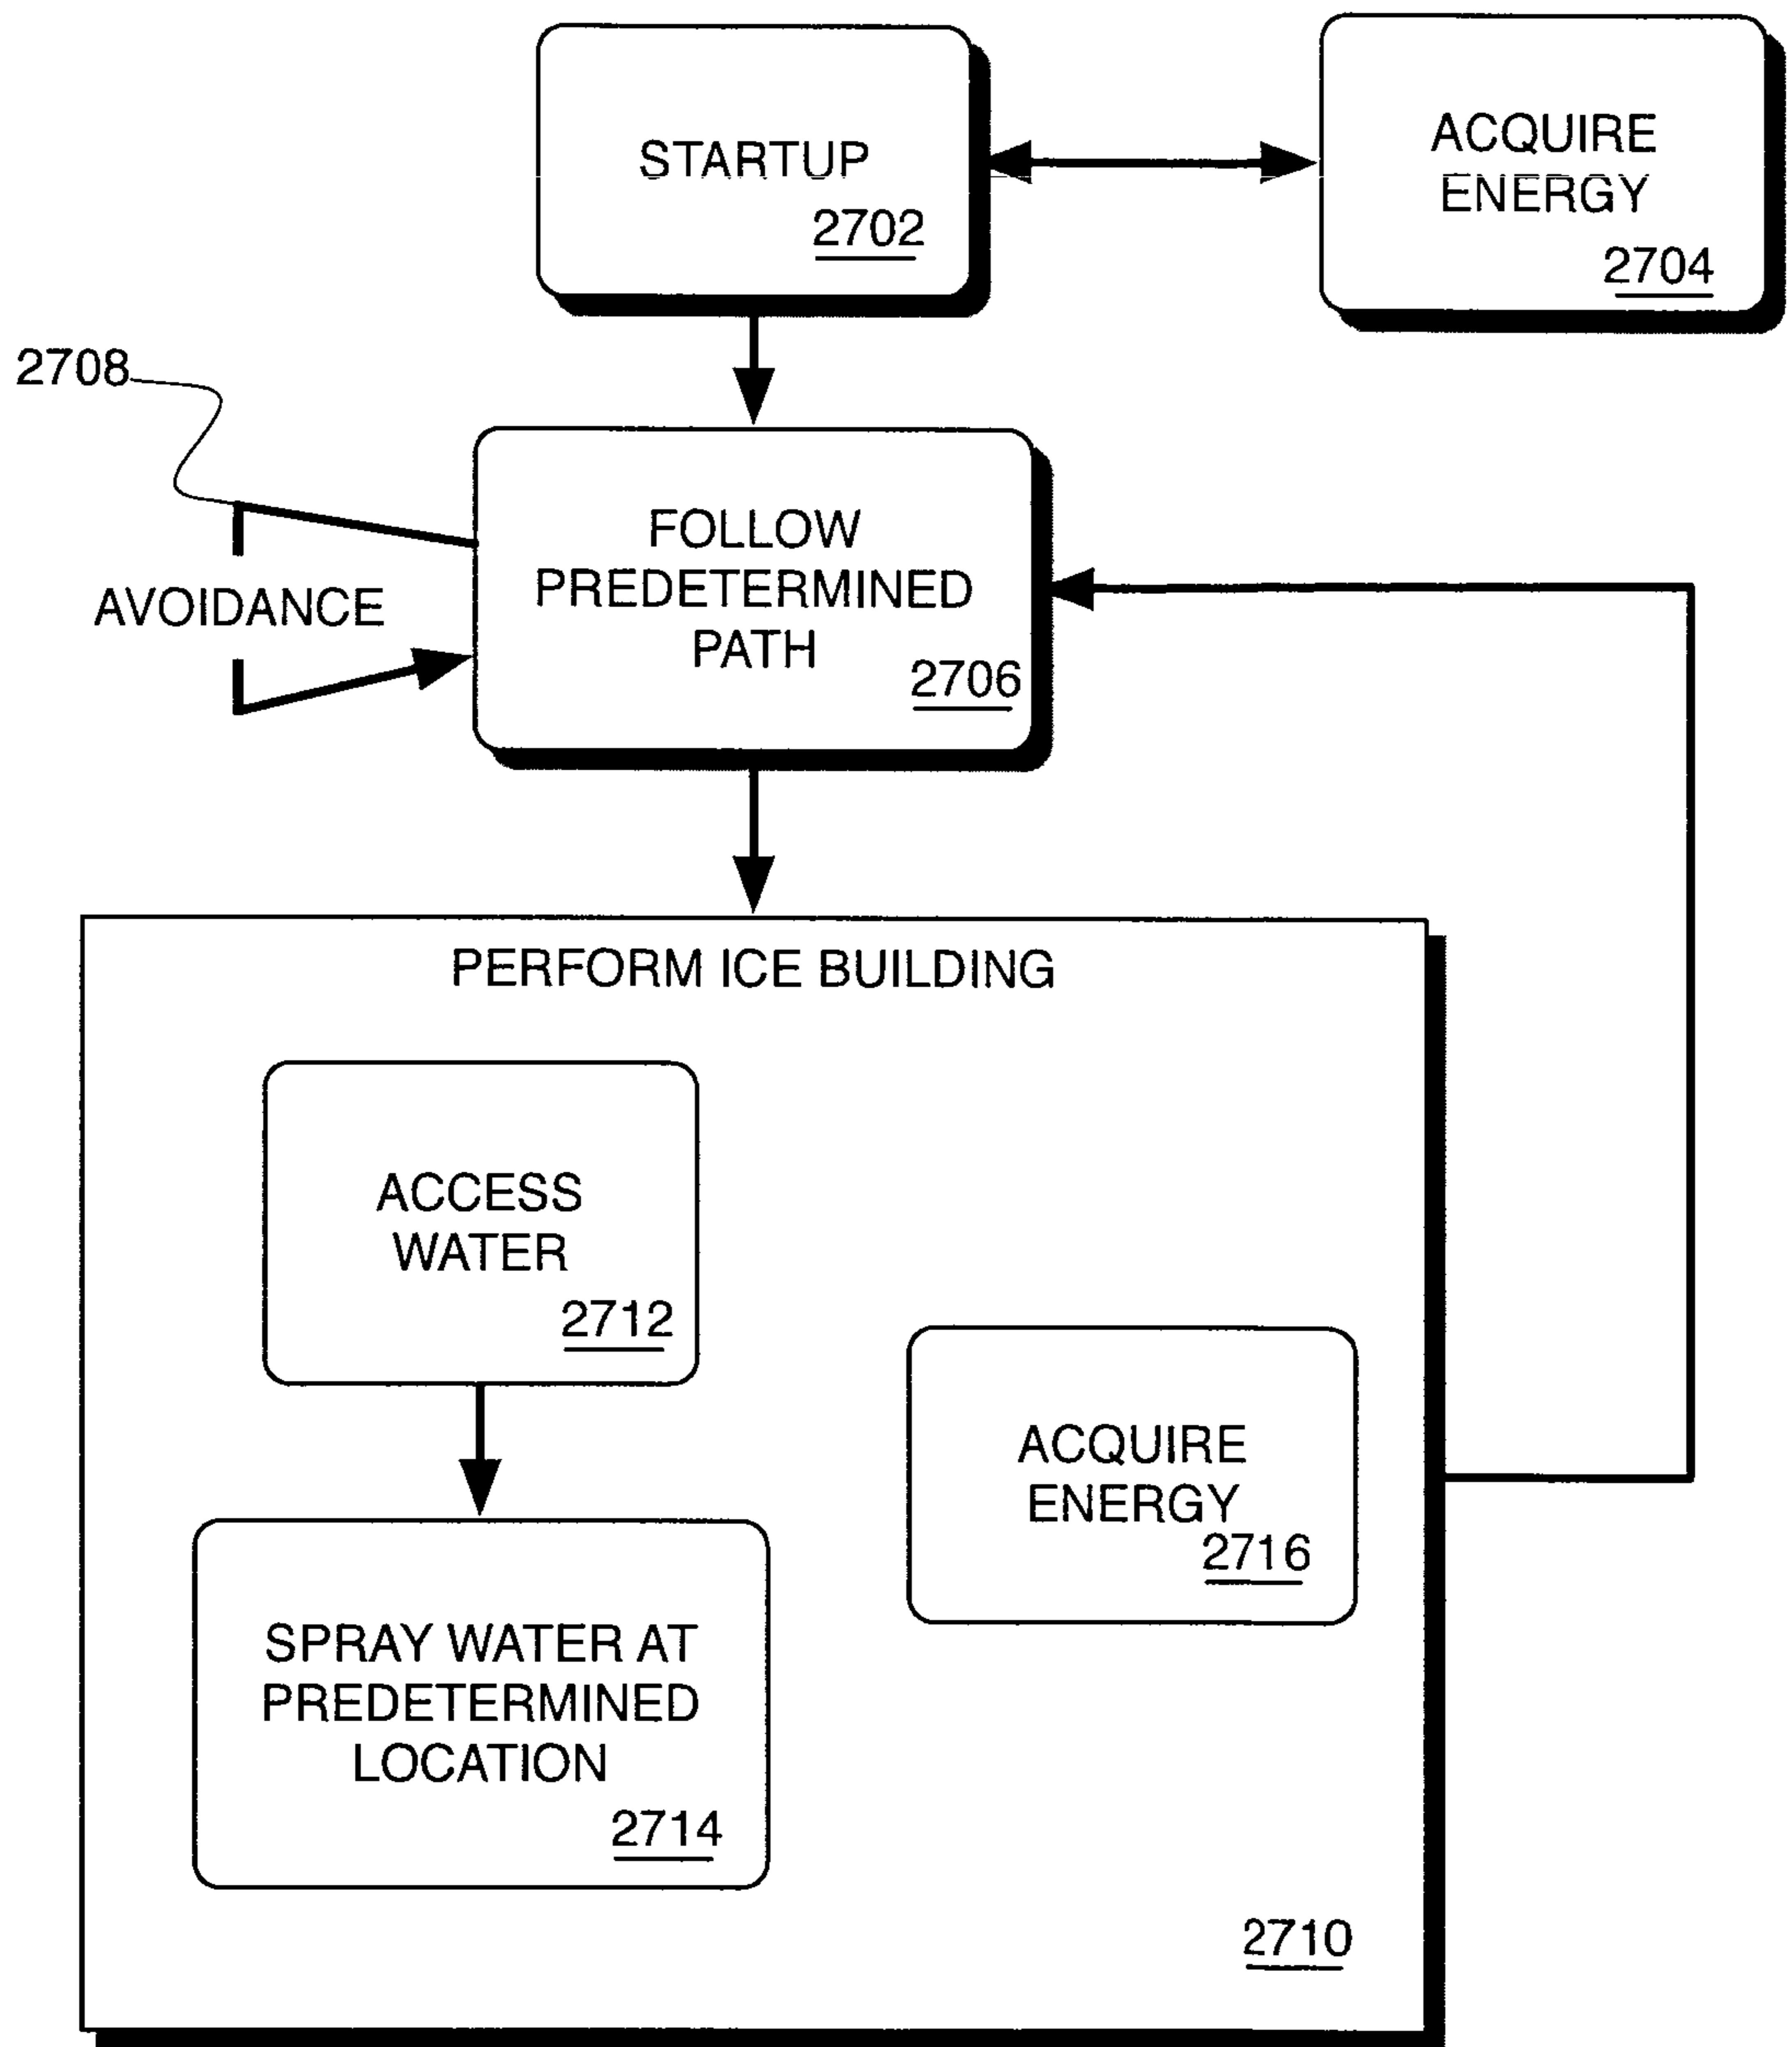 STARTUP
2702
ACQUIRE
ENERGY
2704
2708
AVOIDANCE
FOLLOW
PREDETERMINED
PATH
2706
PERFORM ICE BUILDING
ACCESS
WATER
2712
SPRAY WATER AT
PREDETERMINED
LOCATION
2714
ACQUIRE
ENERGY
2716
2710